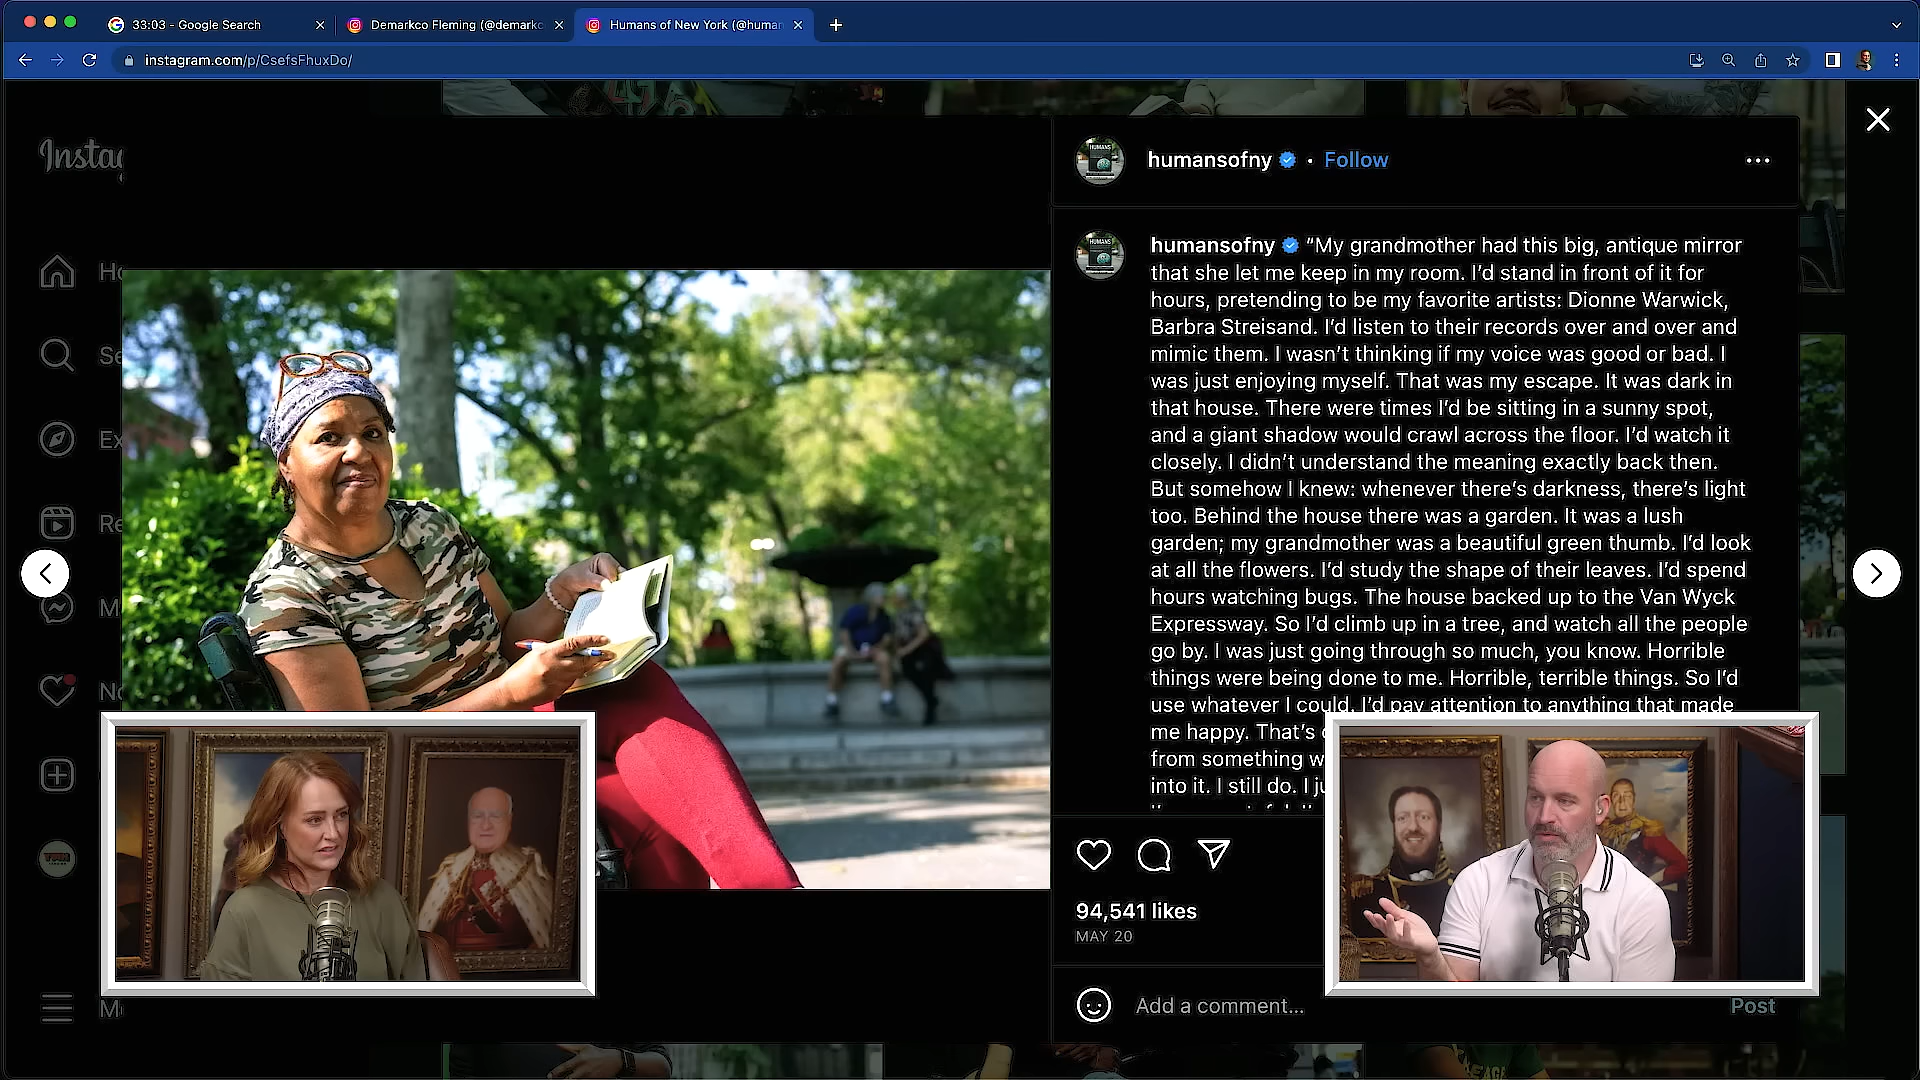 33:03 - Google Search
Demarkco Fleming (@demarkc
Humans of New York (@human
instagram.com/p/CsefsFhuxDo/
Instag
humansofny • Follow
humansofny “My grandmother had this big, antique mirror
that she let me keep in my room. I’d stand in front of it for
hours, pretending to be my favorite artists: Dionne Warwick,
Barbra Streisand. I’d listen to their records over and over and
mimic them. I wasn’t thinking if my voice was good or bad. I
was just enjoying myself. That was my escape. It was dark in
that house. There were times I’d be sitting in a sunny spot,
and a giant shadow would crawl across the floor. I’d watch it
closely. I didn’t understand the meaning exactly back then.
But somehow I knew: whenever there’s darkness, there’s light
too. Behind the house there was a garden. It was a lush
garden; my grandmother was a beautiful green thumb. I’d look
at all the flowers. I’d study the shape of their leaves. I’d spend
hours watching bugs. The house backed up to the Van Wyck
Expressway. So I’d climb up in a tree, and watch all the people
go by. I was just going through so much, you know. Horrible
things were being done to me. Horrible, terrible things. So I’d
use whatever I could. I’d pay attention to anything that made
me happy. That’s
from something w
into it. I still do. I ju
Ho
Se
Ex
Re
M
No
M
94,541 likes
MAY 20
Add a comment...
Post